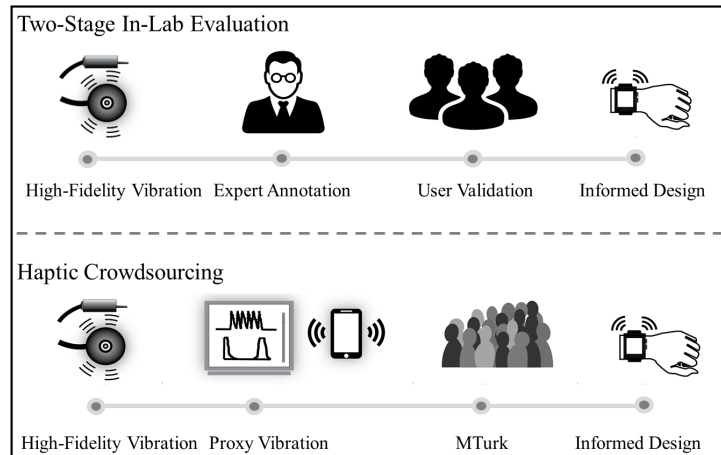 Two-Stage In-Lab Evaluation
High-Fidelity Vibration Expert Annotation User Validation Informed Design
Haptic Crowdsourcing
High-Fidelity Vibration Proxy Vibration MTurk Informed Design